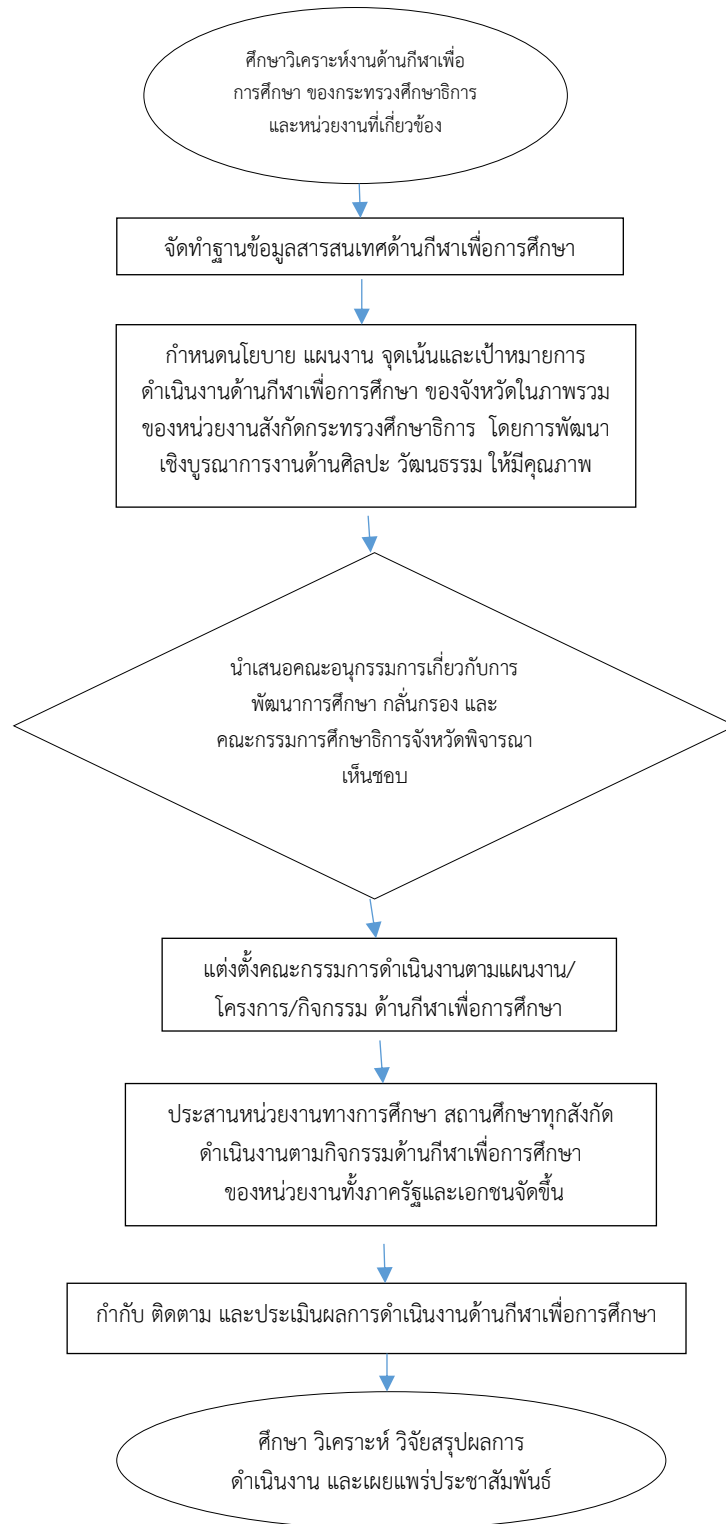 ศึกษาวิเคราะห์งานด้านกีฬาเพื่อ
การศึกษา ของกระทรวงศึกษาธิการ
และหน่วยงานที่เกี่ยวข้อง
จัดทำฐานข้อมูลสารสนเทศด้านกีฬาเพื่อการศึกษา
กำหนดนโยบาย แผนงาน จุดเน้นและเป้าหมายการ
ดำเนินงานด้านกีฬาเพื่อการศึกษา ของจังหวัดในภาพรวม
ของหน่วยงานสังกัดกระทรวงศึกษาธิการ โดยการพัฒนา
เชิงบูรณาการงานด้านศิลปะ วัฒนธรรม ให้มีคุณภาพ
นำเสนอคณะอนุกรรมการเกี่ยวกับการ
พัฒนาการศึกษา กลั่นกรอง และ
คณะกรรมการศึกษาธิการจังหวัดพิจารณา
เห็นชอบ
แต่งตั้งคณะกรรมการดำเนินงานตามแผนงาน/
โครงการ/กิจกรรม ด้านกีฬาเพื่อการศึกษา
ประสานหน่วยงานทางการศึกษา สถานศึกษาทุกสังกัด
ดำเนินงานตามกิจกรรมด้านกีฬาเพื่อการศึกษา
ของหน่วยงานทั้งภาครัฐและเอกชนจัดขึ้น
กำกับ ติดตาม และประเมินผลการดำเนินงานด้านกีฬาเพื่อการศึกษา
ศึกษา วิเคราะห์ วิจัยสรุปผลการ
ดำเนินงาน และเผยแพร่ประชาสัมพันธ์